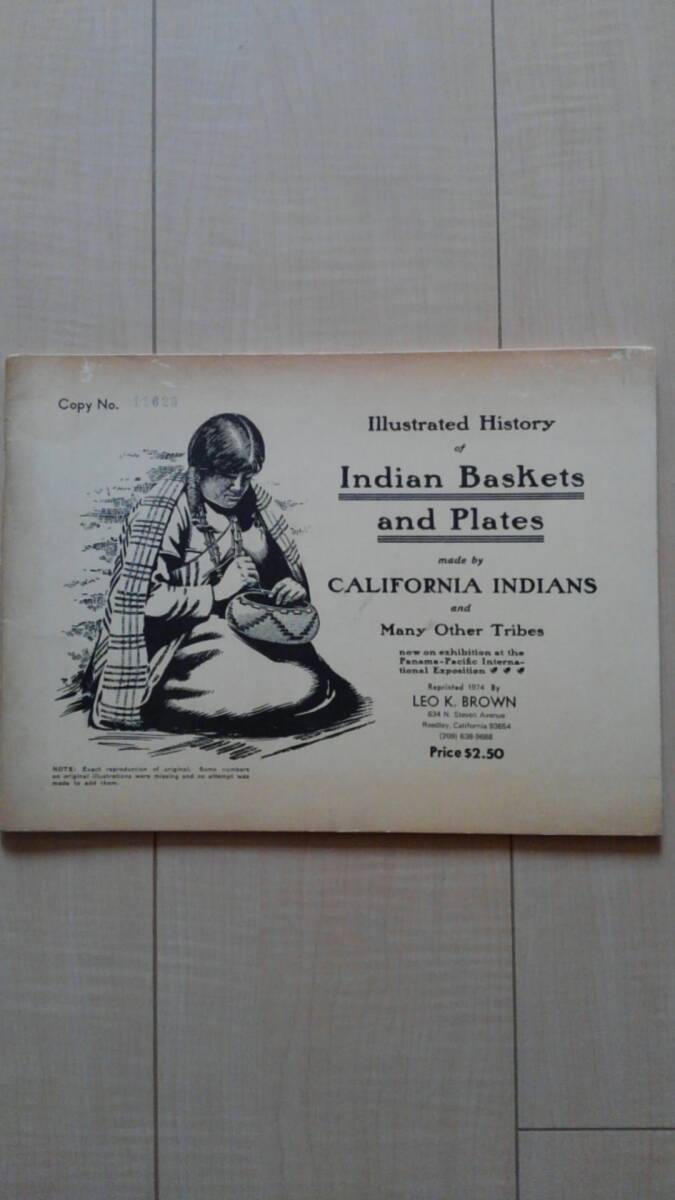 Copy No.
Illustrated History
of
Indian Baskets
and Plates
made by
CALIFORNIA INDIANS
and
Many Other Tribes
now on exhibition at the
Panama-Pacific Interna-
tional Exposition
Reprinted 1974 By
LEO K. BROWN
634 N. Steven Avenue
Reedley, California 93654
(209) 638-9688
Price $2.50
NOTE: Exact reproduction of original. Some numbers
on original illustrations were missing and no attempt was
made to add them.